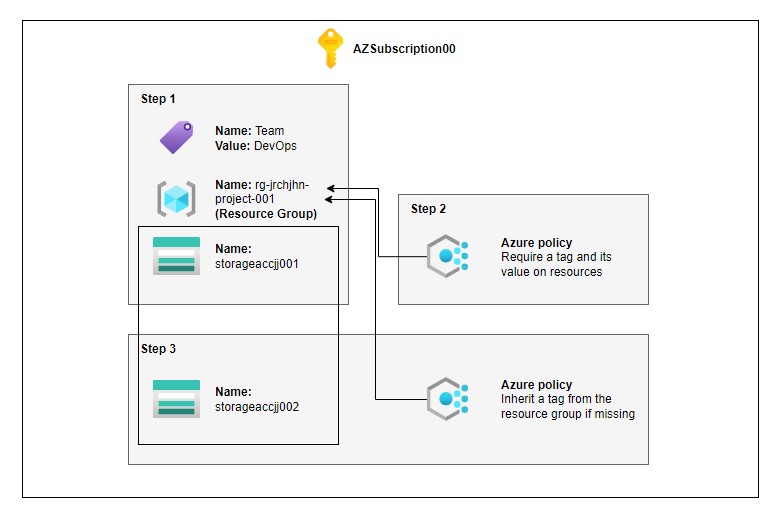 AZSubscription00
Step 1
Name: Team
Value: DevOps
Name: rg-jrchjhn-
project-001
(Resource Group)
Name:
storageaccjj001
Step 2
Azure policy
Require a tag and its
value on resources
Step 3
Name:
storageaccjj002
Azure policy
Inherit a tag from the
resource group if missing